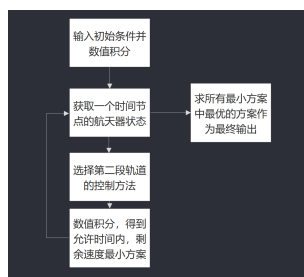 输入初始条件并
数值积分
获取一个时间节
点的航天器状态
求所有最小方案
中最优的方案作
为最终输出
选择第二段轨道
的控制方法
数值积分，得到
允许时间内，剩
余速度最小方案